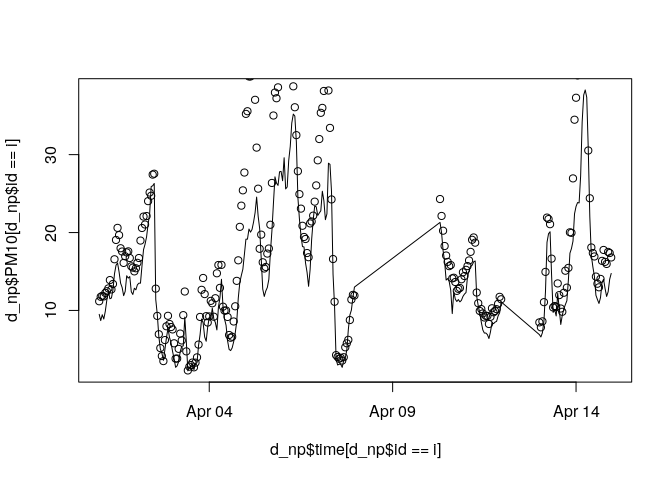 d_np$PM10[d_np$id == i]
30
20
10
Apr 04
Apr 09
Apr 14
d_np$time[d_np$id == i]